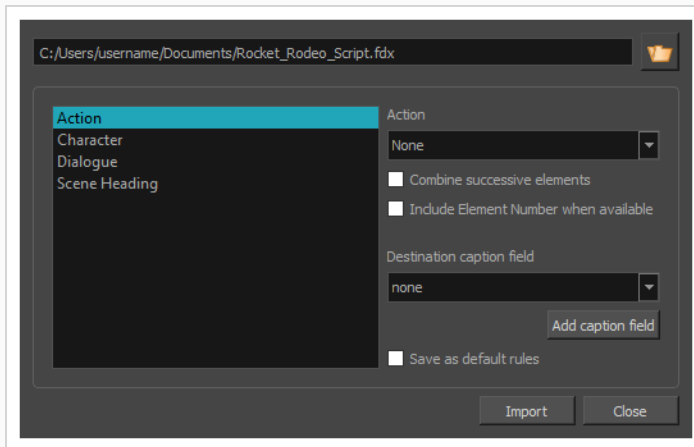 C:/Users/username/Documents/Rocket_Rodeo_Script.fdx
Action
Character
Dialogue
Scene Heading
Action
None
Combine successive elements
Include Element Number when available
Destination caption field
none
Add caption field
Save as default rules
Import
Close